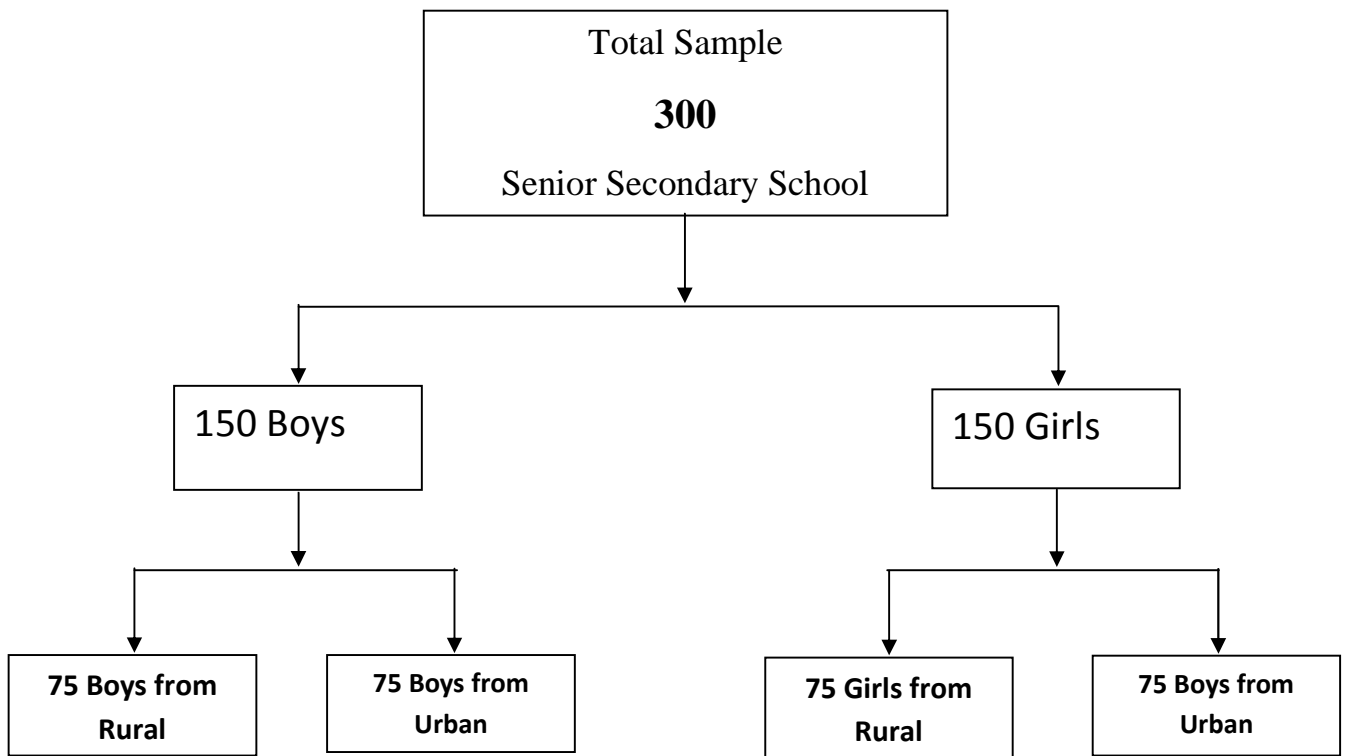 Total Sample
300
Senior Secondary School
150 Boys
150 Girls
75 Boys from
Rural
75 Boys from
Urban
75 Girls from
Rural
75 Boys from
Urban